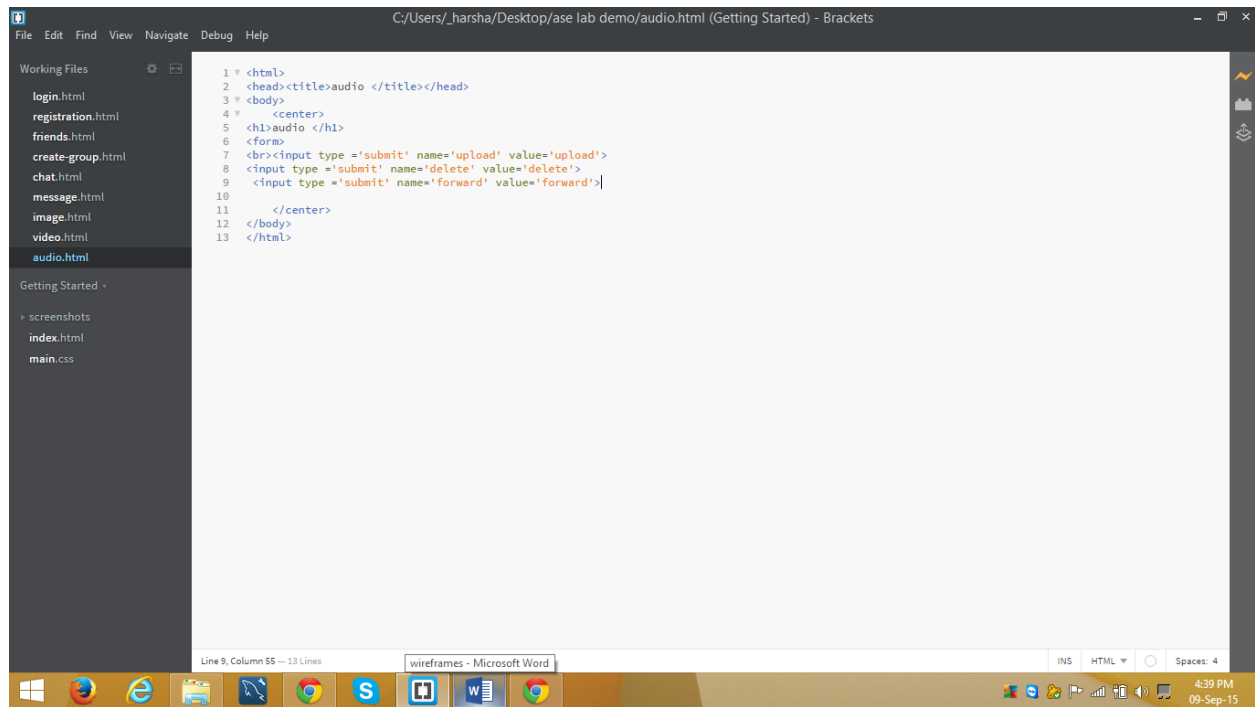 C:/Users/_harsha/Desktop/ase lab demo/audio.html (Getting Started) - Brackets
File Edit Find View Navigate Debug Help
Working Files
login.html
registration.html
friends.html
create-group.html
chat.html
message.html
image.html
video.html
audio.html
Getting Started
screenshots
index.html
main.css
1 <html>
2 <head><title>audio </title></head>
3 <body>
4 <center>
5 <h1>audio </h1>
6 <form>
7 <br><input type ='submit' name='upload' value='upload'>
8 <input type ='submit' name='delete' value='delete'>
9 <input type ='submit' name='forward' value='forward'>
10
11 </center>
12 </body>
13 </html>
Line 9, Column 55 — 13 Lines
INS HTML Spaces: 4
wireframes - Microsoft Word
4:39 PM
09-Sep-15